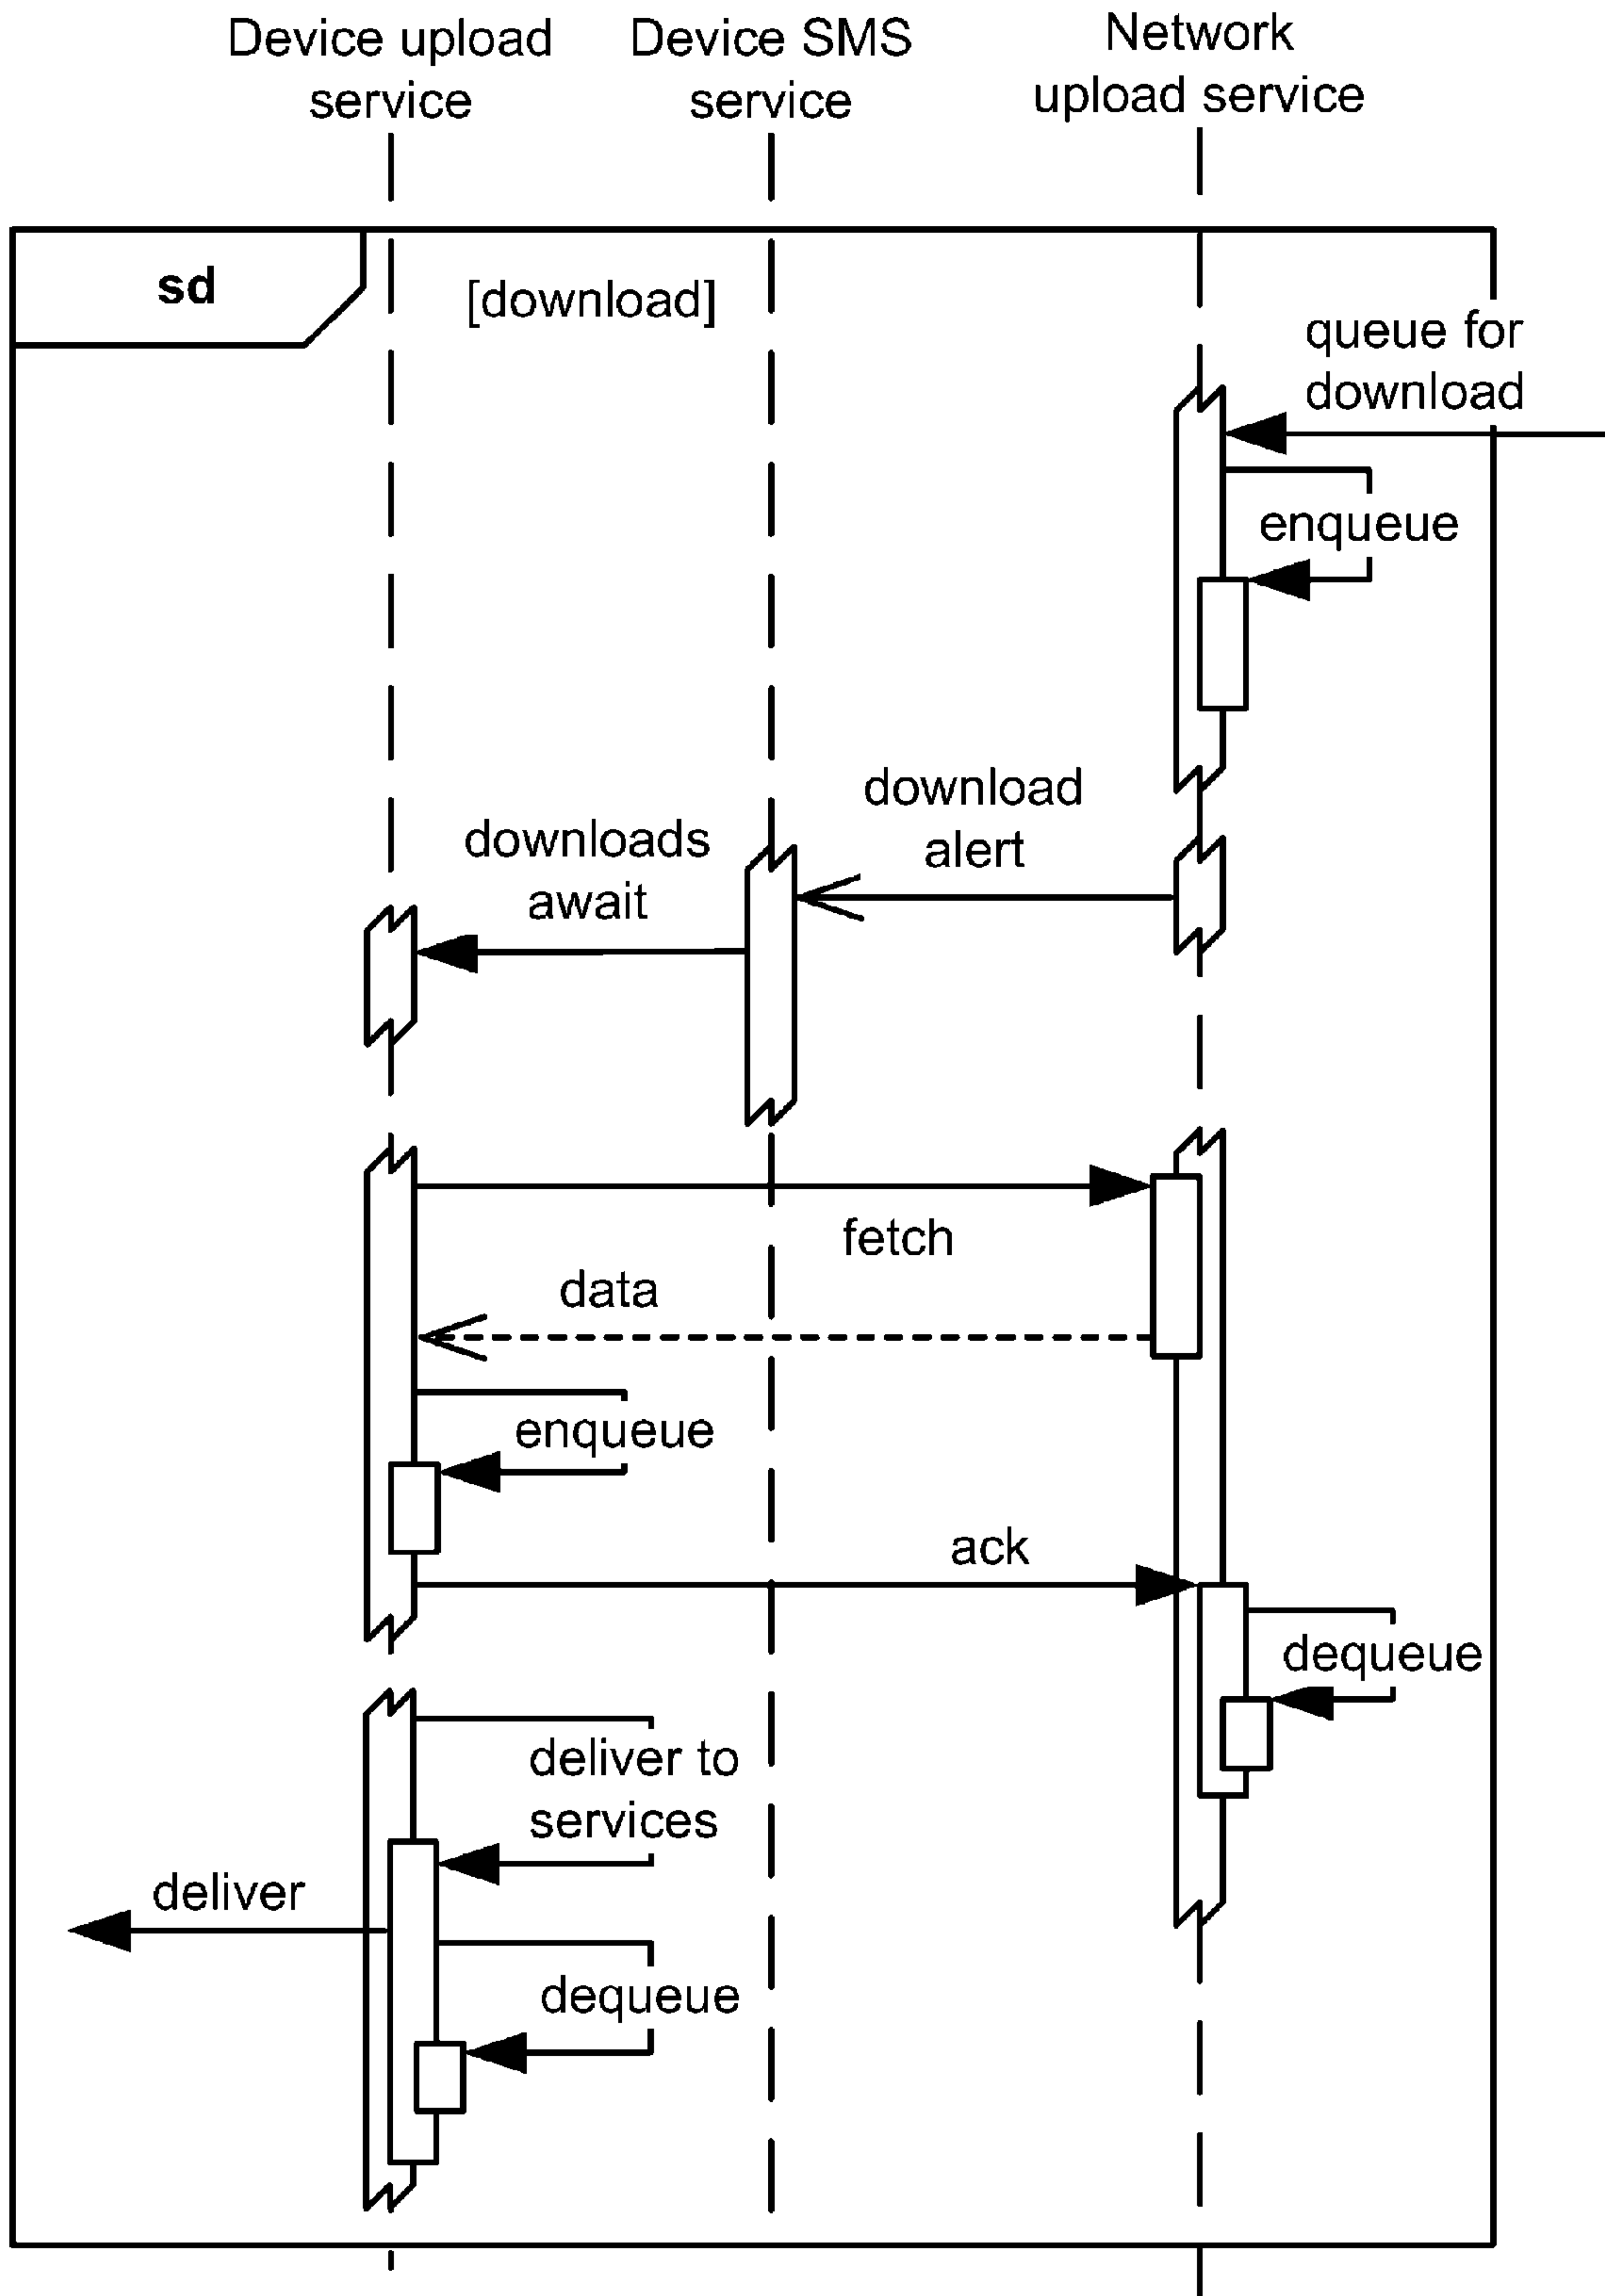 Device upload
service
Device SMS
service
Network
upload service
sd
[download]
queue for
download
enqueue
download
alert
downloads
await
fetch
data
enqueue
ack
dequeue
deliver to
services
deliver
dequeue